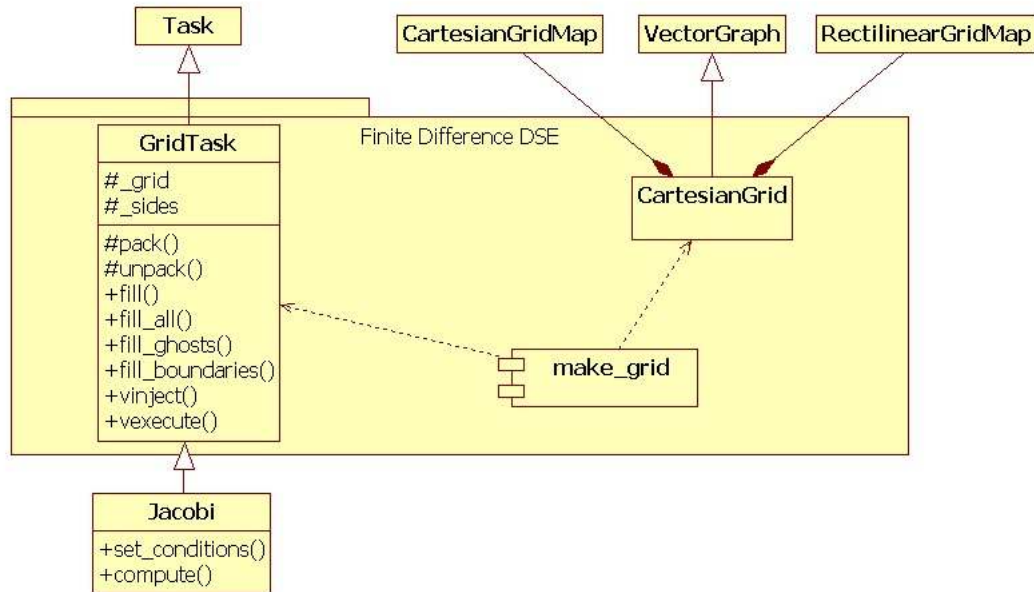 Task
CartesianGridMap
VectorGraph
RectilinearGridMap
Finite Difference DSE
GridTask
#_grid
#_sides
#pack()
#unpack()
+fill()
+fill_all()
+fill_ghosts()
+fill_boundaries()
+vinject()
+vexecute()
CartesianGrid
make_grid
Jacobi
+set_conditions()
+compute()